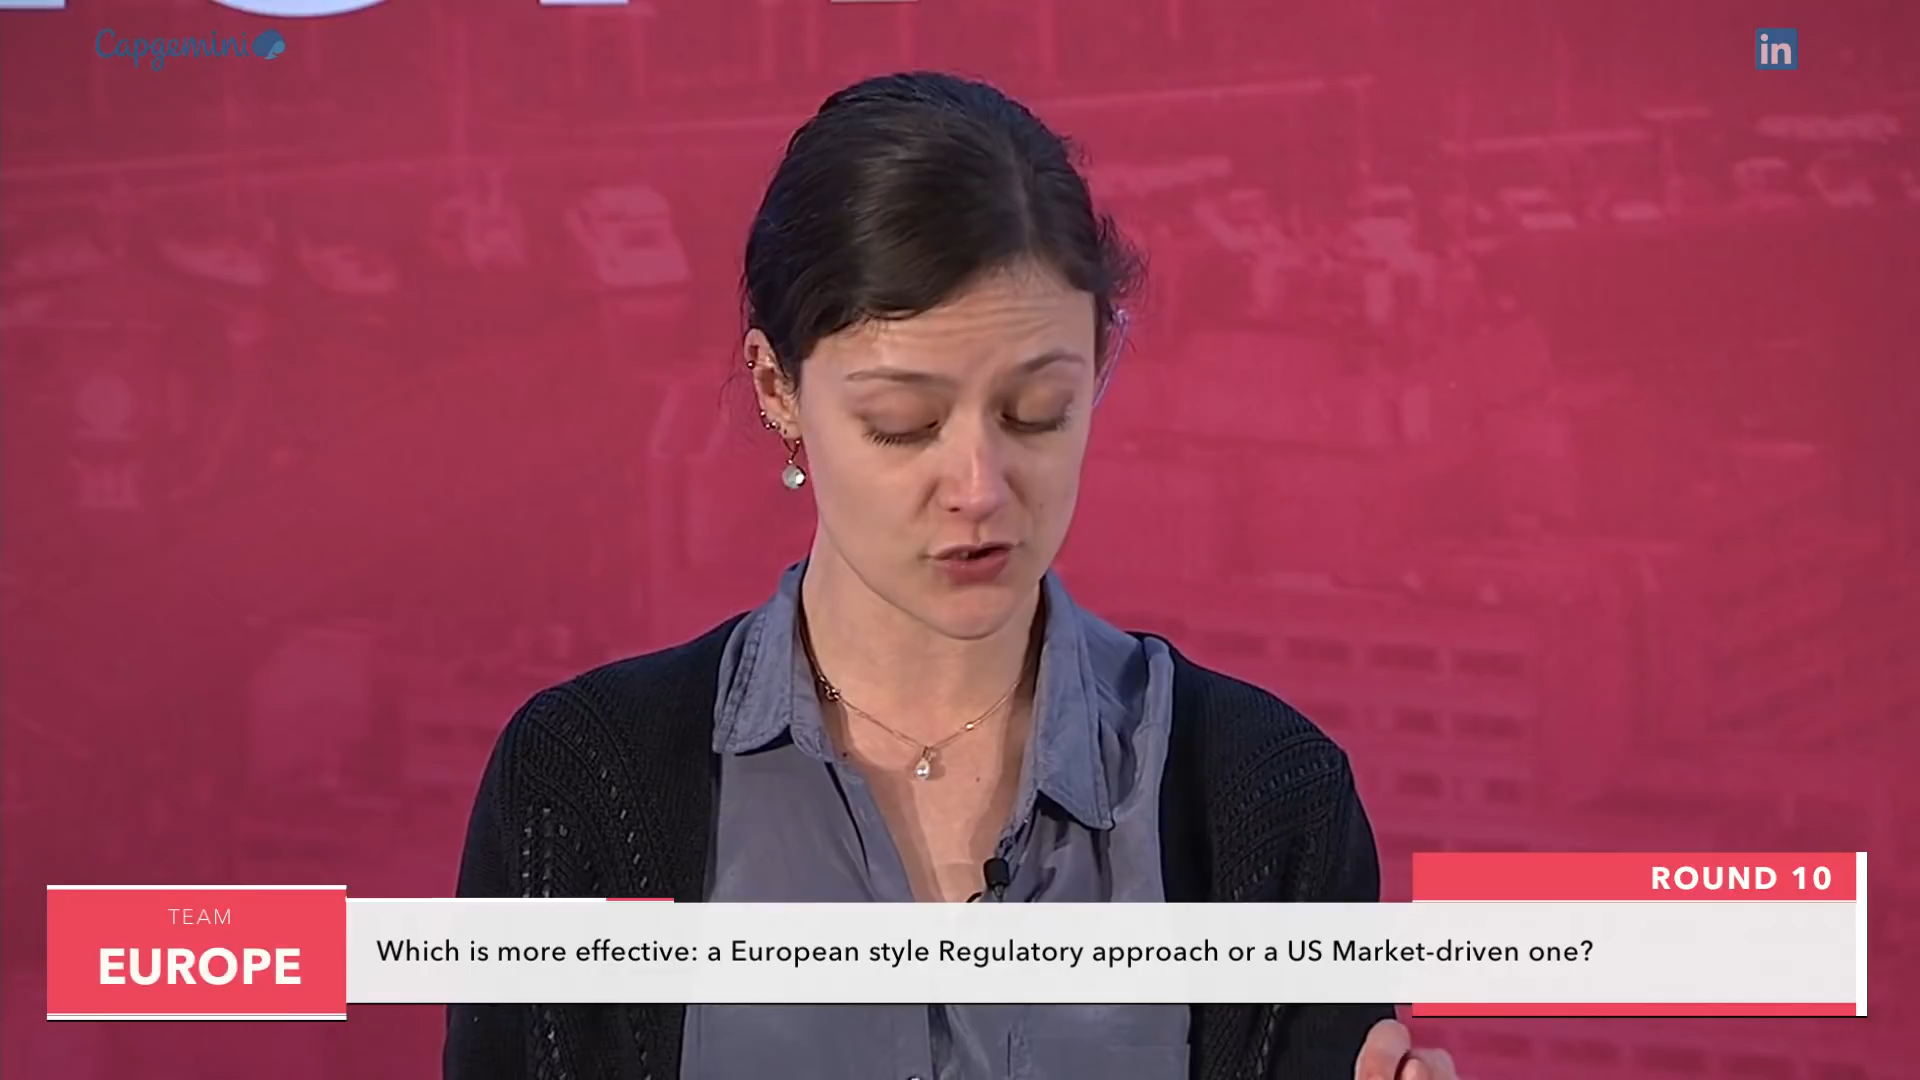 Capgemini
in
ROUND 10
TEAM
EUROPE
Which is more effective: a European style Regulatory approach or a US Market-driven one?